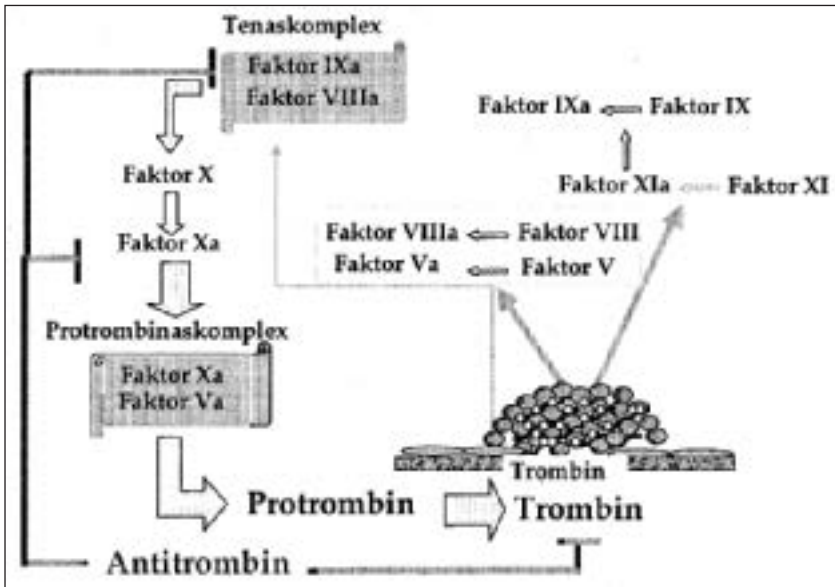 Tenaskomplex
Faktor IXa
Faktor VIIIa
Faktor IXa Faktor IX
Faktor X
Faktor XIa Faktor XI
Faktor VIIIa Faktor VIII
Faktor Xa
Faktor Va Faktor V
Protrombinaskomplex
Faktor Xa
Faktor Va
Trombin
Protrombin Trombin
Antitrombin